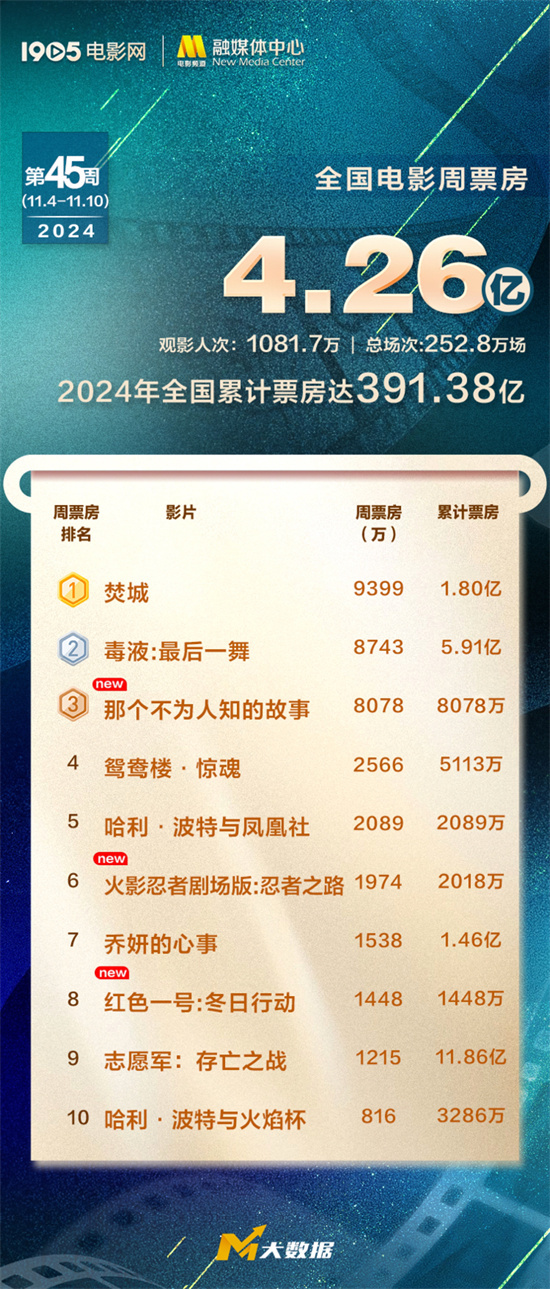 1905电影网
电影频道
融媒体中心
New Media Center
第45周
(11.4-11.10)
2024
全国电影周票房
4.26亿
观影人次：1081.7万 | 总场次:252.8万场
2024年全国累计票房达391.38亿
周票房排名 影片 周票房（万） 累计票房
1 焚城 9399 1.80亿
2 毒液:最后一舞 8743 5.91亿
new
3 那个不为人知的故事 8078 8078万
4 鸳鸯楼·惊魂 2566 5113万
5 哈利·波特与凤凰社 2089 2089万
new
6 火影忍者剧场版:忍者之路 1974 2018万
7 乔妍的心事 1538 1.46亿
new
8 红色一号:冬日行动 1448 1448万
9 志愿军：存亡之战 1215 11.86亿
10 哈利·波特与火焰杯 816 3286万
M大数据